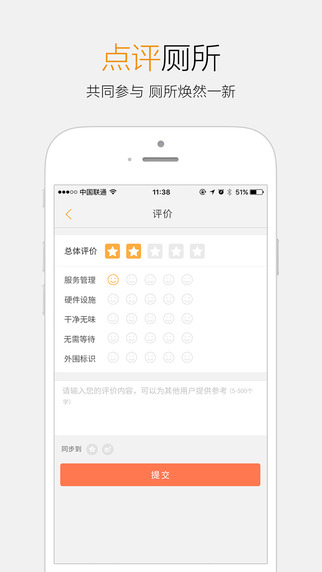 点评厕所
共同参与 厕所焕然一新
中国联通 11:38 51%
评价
总体评价
服务管理
硬件设施
干净无味
无需等待
外围标识
请输入您的评价内容，可以为其他用户提供参考 (5-500个
字)
同步到
提交